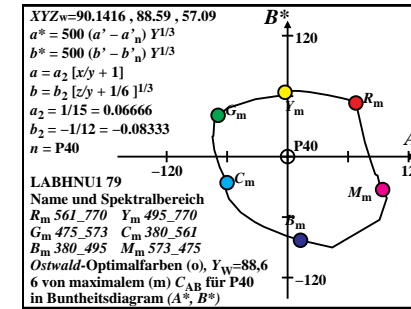 XYZw=90.1416 , 88.59 , 57.09
a* = 500 (a’ − a’n) Y1/3
b* = 500 (b’ − b’n) Y1/3
a = a2 [x/y + 1]
b = b2 [z/y + 1/6 ]1/3
a2 = 1/15 = 0.06666
b2 = −1/12 = −0.08333
n = P40
B*
120
Rm
Gm
Ym
P40
A
−120
12
LABHNU1 79
Cm
Mm
Name und Spektralbereich
Rm 561_770 Ym 495_770
Gm 475_573 Cm 380_561
Bm 380_495 Mm 573_475
Bm
Ostwald-Optimalfarben (o), YW=88,6
−120
6 von maximalem (m) CAB für P40
in Buntheitsdiagram (A*, B*)